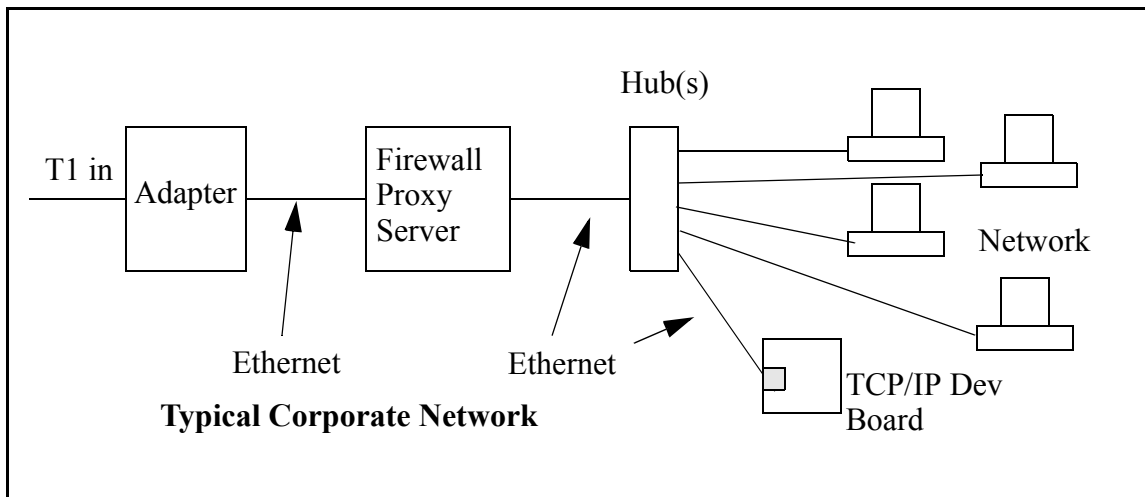 Hub(s)
T1 in
Adapter
Firewall
Proxy
Server
Network
Ethernet
Ethernet
TCP/IP Dev
Board
Typical Corporate Network